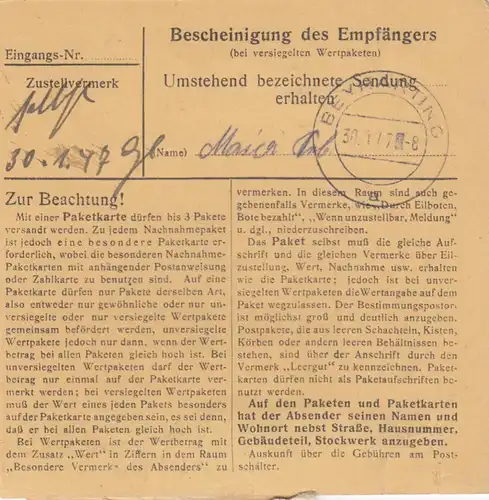 Bescheinigung des Empfängers
(bei versiegelten Wertpaketen)
Eingangs-Nr.
Zustellvermerk
Umstehend bezeichnete Sendung
erhalten
selbst
30.1.47
(Name) Maier
30.1.47 -8
Zur Beachtung!
Mit einer Paketkarte dürfen bis 3 Pakete
versandt werden. Zu jedem Nachnahmepaket
ist jedoch eine besondere Paketkarte er-
forderlich, wobei die besonderen Nachnahme-
Paketkarten mit anhängender Postanweisung
oder Zahlkarte zu benutzen sind. Auf eine
Paketkarte dürfen nur Pakete derselben Art,
also entweder nur gewöhnliche oder nur un-
versiegelte oder nur versiegelte Wertpakete
gemeinsam befördert werden, unversiegelte
Wertpakete jedoch nur dann, wenn der Wert-
betrag bei allen Paketen gleich hoch ist. Bei
unversiegelten Wertpaketen darf der Wert-
betrag nur einmal auf der Paketkarte ver-
merkt werden; bei versiegelten Wertpaketen
muß der Wert eines jeden Pakets besonders
auf der Paketkarte angegeben sein, es sei denn,
daß er bei allen Paketen gleich hoch ist.
Bei Wertpaketen ist der Wertbetrag mit
dem Zusatz „Wert" in Ziffern in dem Raum
„Besondere Vermerke des Absenders" zu
vermerken. In diesem Raum sind auch ge-
gebenenfalls Vermerke, wie „Durch Eilboten,
Bote bezahlt", „Wenn unzustellbar, Meldung"
u. dgl., niederzuschreiben.
Das Paket selbst muß die gleiche Auf-
schrift und die gleichen Vermerke über Eil-
zustellung, Wert, Nachnahme usw. erhalten
wie die Paketkarte; jedoch ist bei unver-
siegelten Wertpaketen die Wertangabe auf dem
Paket wegzulassen. Der Bestimmungspostort
ist möglichst groß und deutlich anzugeben.
Postpakete, die aus leeren Schachteln, Kisten,
Körben oder andern leeren Behältnissen be-
stehen, sind über der Anschrift durch den
Vermerk „Leergut" zu kennzeichnen. Paket-
karten dürfen nicht als Paketaufschriften be-
nutzt werden.
Auf den Paketen und Paketkarten
hat der Absender seinen Namen und
Wohnort nebst Straße, Hausnummer,
Gebäudeteil, Stockwerk anzugeben.
Auskunft über die Gebühren am Post-
schalter.